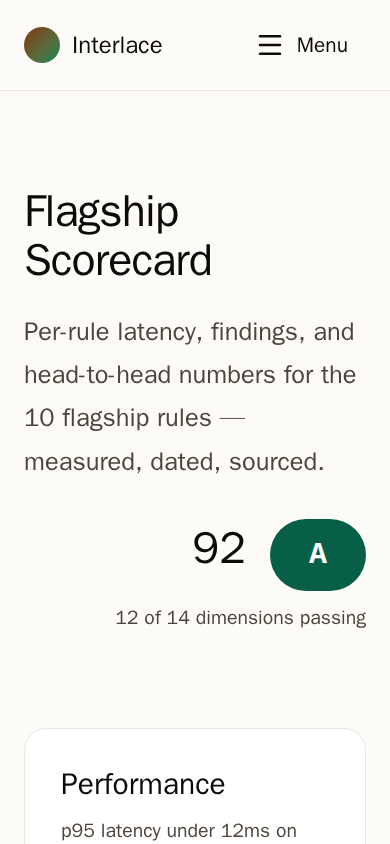 Interlace
Menu
Flagship
Scorecard
Per-rule latency, findings, and
head-to-head numbers for the
10 flagship rules —
measured, dated, sourced.
92
A
12 of 14 dimensions passing
Performance
p95 latency under 12ms on